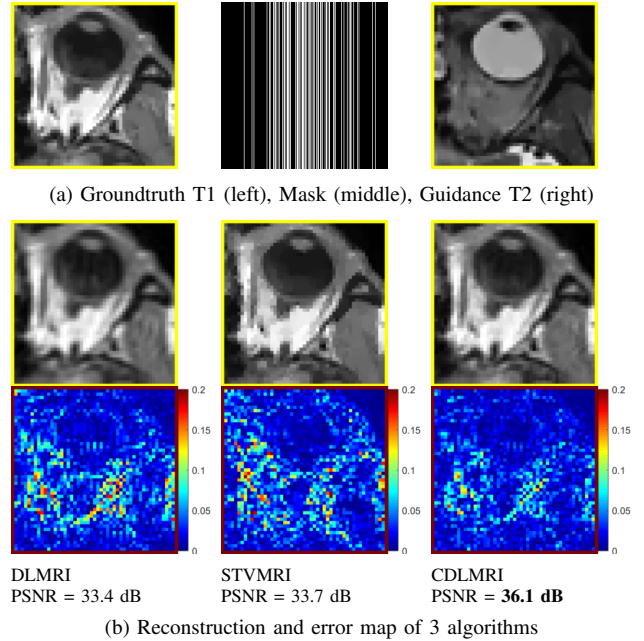 (a) Groundtruth T1 (left), Mask (middle), Guidance T2 (right)
0.2 0.2 0.2
0.15 0.15 0.15
0.1 0.1 0.1
0.05 0.05 0.05
0 0 0
DLMRI STVMRI CDLMRI
PSNR = 33.4 dB PSNR = 33.7 dB PSNR = 36.1 dB
(b) Reconstruction and error map of 3 algorithms